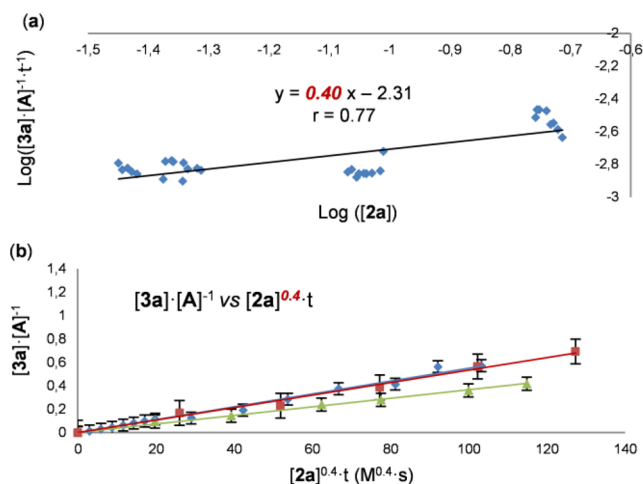 (a)
-1,5 -1,4 -1,3 -1,2 -1,1 -1 -0,9 -0,8 -0,7 -0,6
-2
-2,2
-2,4
-2,6
-2,8
-3
Log([3a]·[A]⁻¹·t⁻¹)
y = 0.40 x – 2.31
r = 0.77
Log ([2a])
(b)
[3a]·[A]⁻¹ vs [2a]⁰·⁴·t
[3a]·[A]⁻¹
1,4
1,2
1
0,8
0,6
0,4
0,2
0
0 20 40 60 80 100 120 140
[2a]⁰·⁴·t (M⁰·⁴·s)